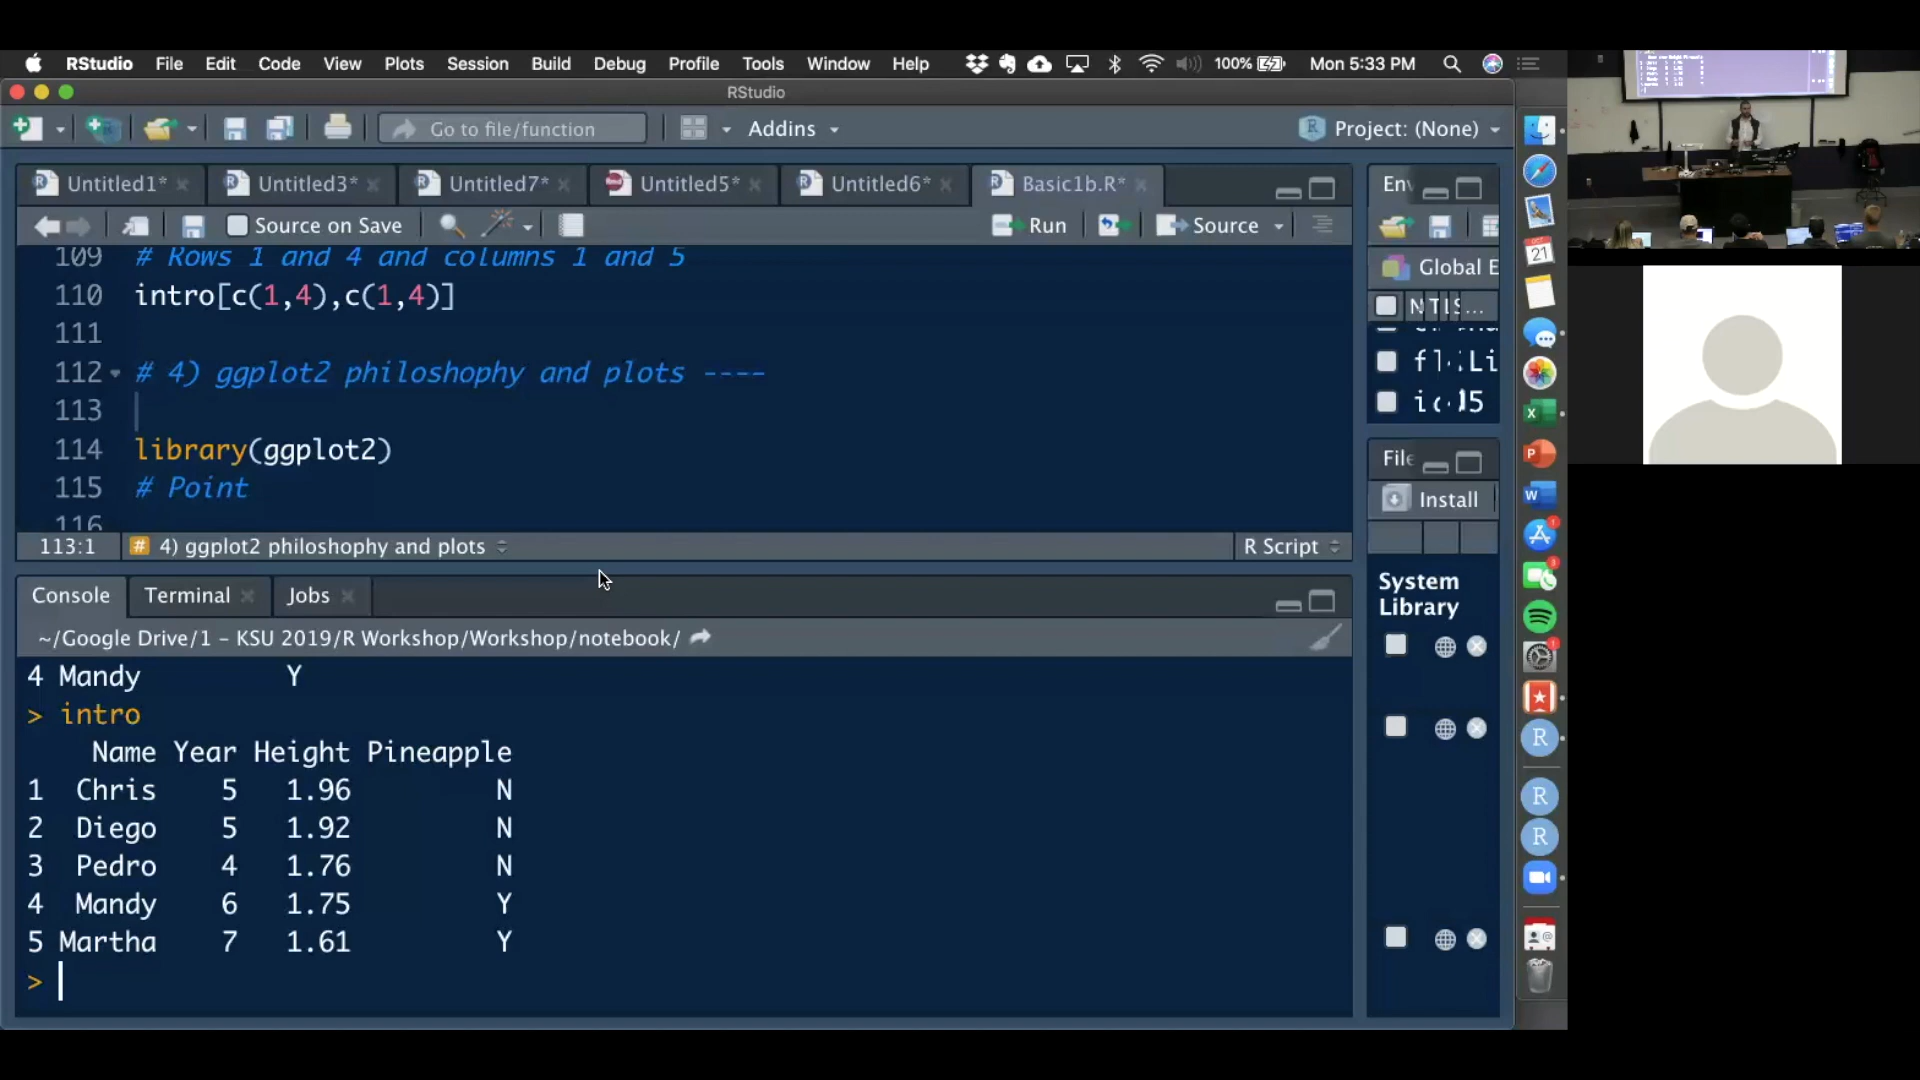 RStudio File Edit Code View Plots Session Build Debug Profile Tools Window Help 100% Mon 5:33 PM
RStudio
Go to file/function Addins Project: (None)
Untitled1* Untitled3* Untitled7* Untitled5* Untitled6* Basic1b.R*
Source on Save Run Source
109 # Rows 1 and 4 and columns 1 and 5
110 intro[c(1,4),c(1,4)]
111
112 # 4) ggplot2 philoshophy and plots ----
113
114 library(ggplot2)
115 # Point
116
113:1 # 4) ggplot2 philoshophy and plots R Script
Console Terminal Jobs
~/Google Drive/1 - KSU 2019/R Workshop/Workshop/notebook/
4 Mandy Y
> intro
Name Year Height Pineapple
1 Chris 5 1.96 N
2 Diego 5 1.92 N
3 Pedro 4 1.76 N
4 Mandy 6 1.75 Y
5 Martha 7 1.61 Y
>
Env
Global E
File
Install
System
Library
21